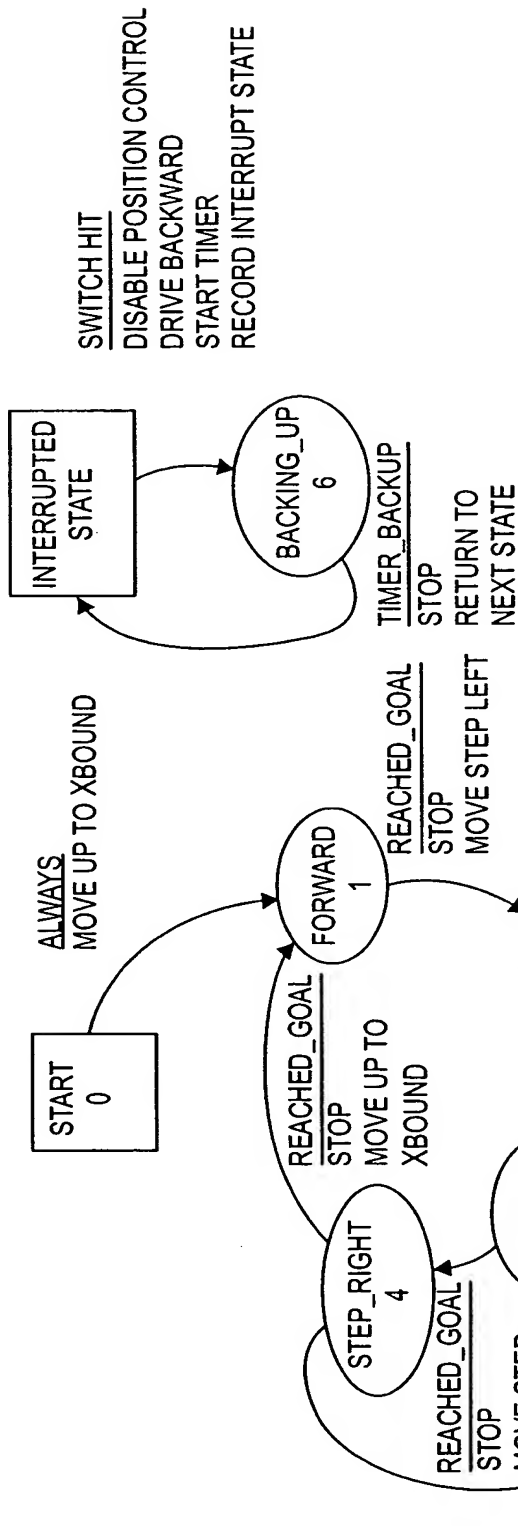 START
0
ALWAYS
MOVE UP TO XBOUND
INTERRUPTED
STATE
SWITCH HIT
DISABLE POSITION CONTROL
DRIVE BACKWARD
START TIMER
RECORD INTERRUPT STATE
BACKING_UP
6
TIMER_BACKUP
STOP
RETURN TO
NEXT STATE
STEP_RIGHT
4
REACHED_GOAL
STOP
MOVE UP TO
XBOUND
FORWARD
1
REACHED_GOAL
STOP
MOVE STEP LEFT
REACHED_GOAL
STOP
MOVE STEP